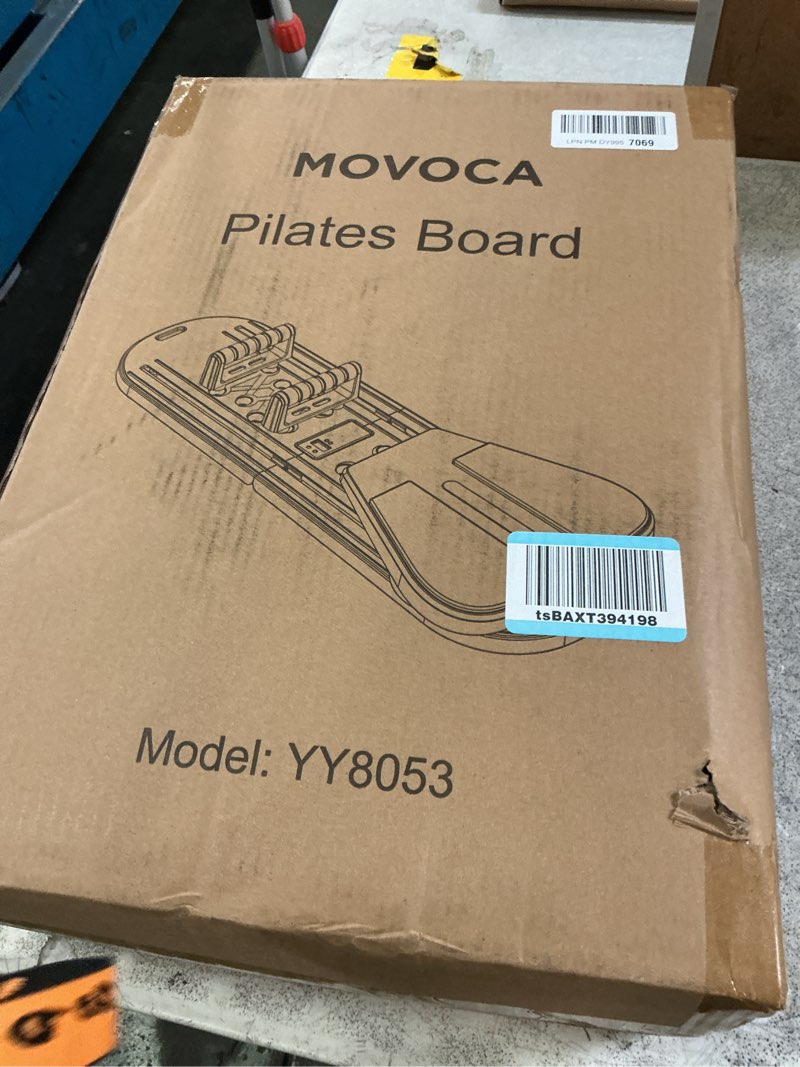 LPN PM DY995 7069
MOVOCA
Pilates Board
tsBAXT394198
Model: YY8053